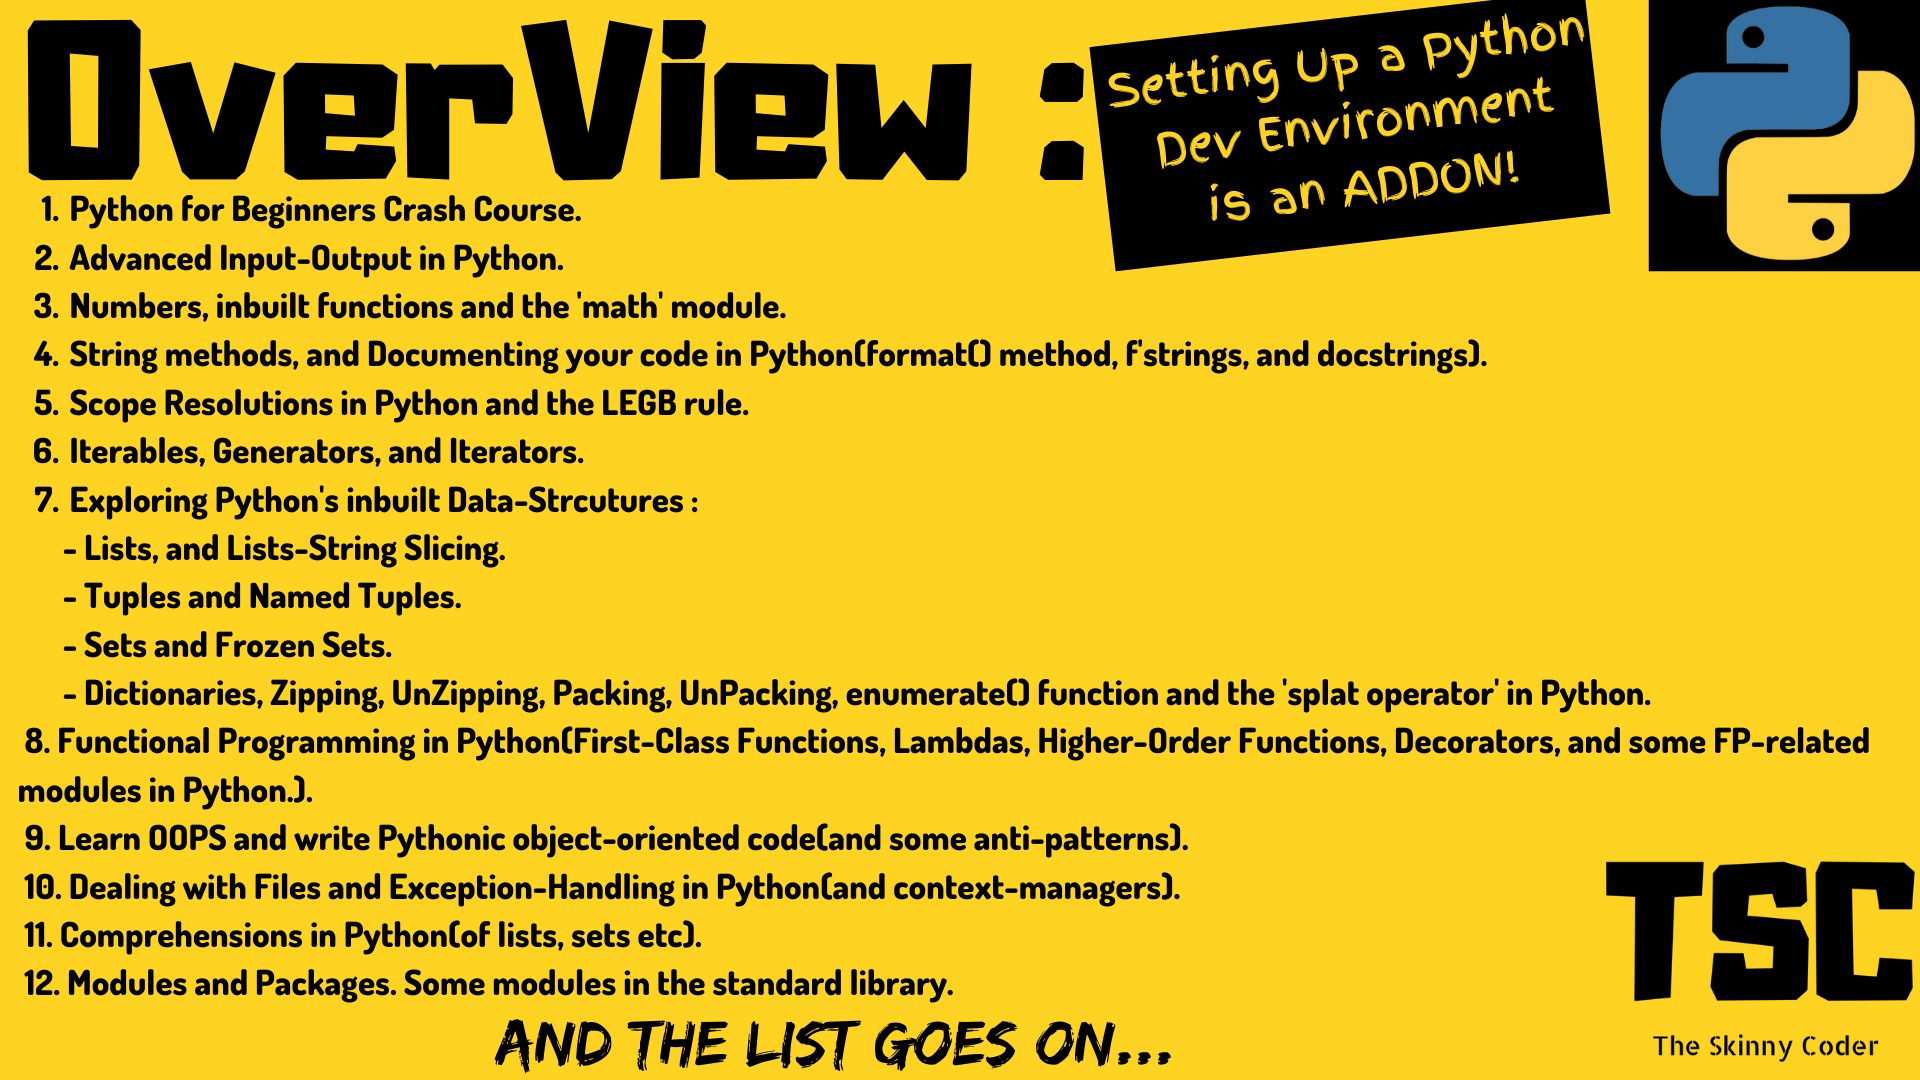 OverView :
Setting Up a Python
Dev Environment
is an ADDON!
1. Python for Beginners Crash Course.
2. Advanced Input-Output in Python.
3. Numbers, inbuilt functions and the 'math' module.
4. String methods, and Documenting your code in Python(format() method, f'strings, and docstrings).
5. Scope Resolutions in Python and the LEGB rule.
6. Iterables, Generators, and Iterators.
7. Exploring Python's inbuilt Data-Strcutures :
- Lists, and Lists-String Slicing.
- Tuples and Named Tuples.
- Sets and Frozen Sets.
- Dictionaries, Zipping, UnZipping, Packing, UnPacking, enumerate() function and the 'splat operator' in Python.
8. Functional Programming in Python(First-Class Functions, Lambdas, Higher-Order Functions, Decorators, and some FP-related
modules in Python.).
9. Learn OOPS and write Pythonic object-oriented code(and some anti-patterns).
10. Dealing with Files and Exception-Handling in Python(and context-managers).
11. Comprehensions in Python(of lists, sets etc).
12. Modules and Packages. Some modules in the standard library.
AND THE LIST GOES ON...
TSC
The Skinny Coder